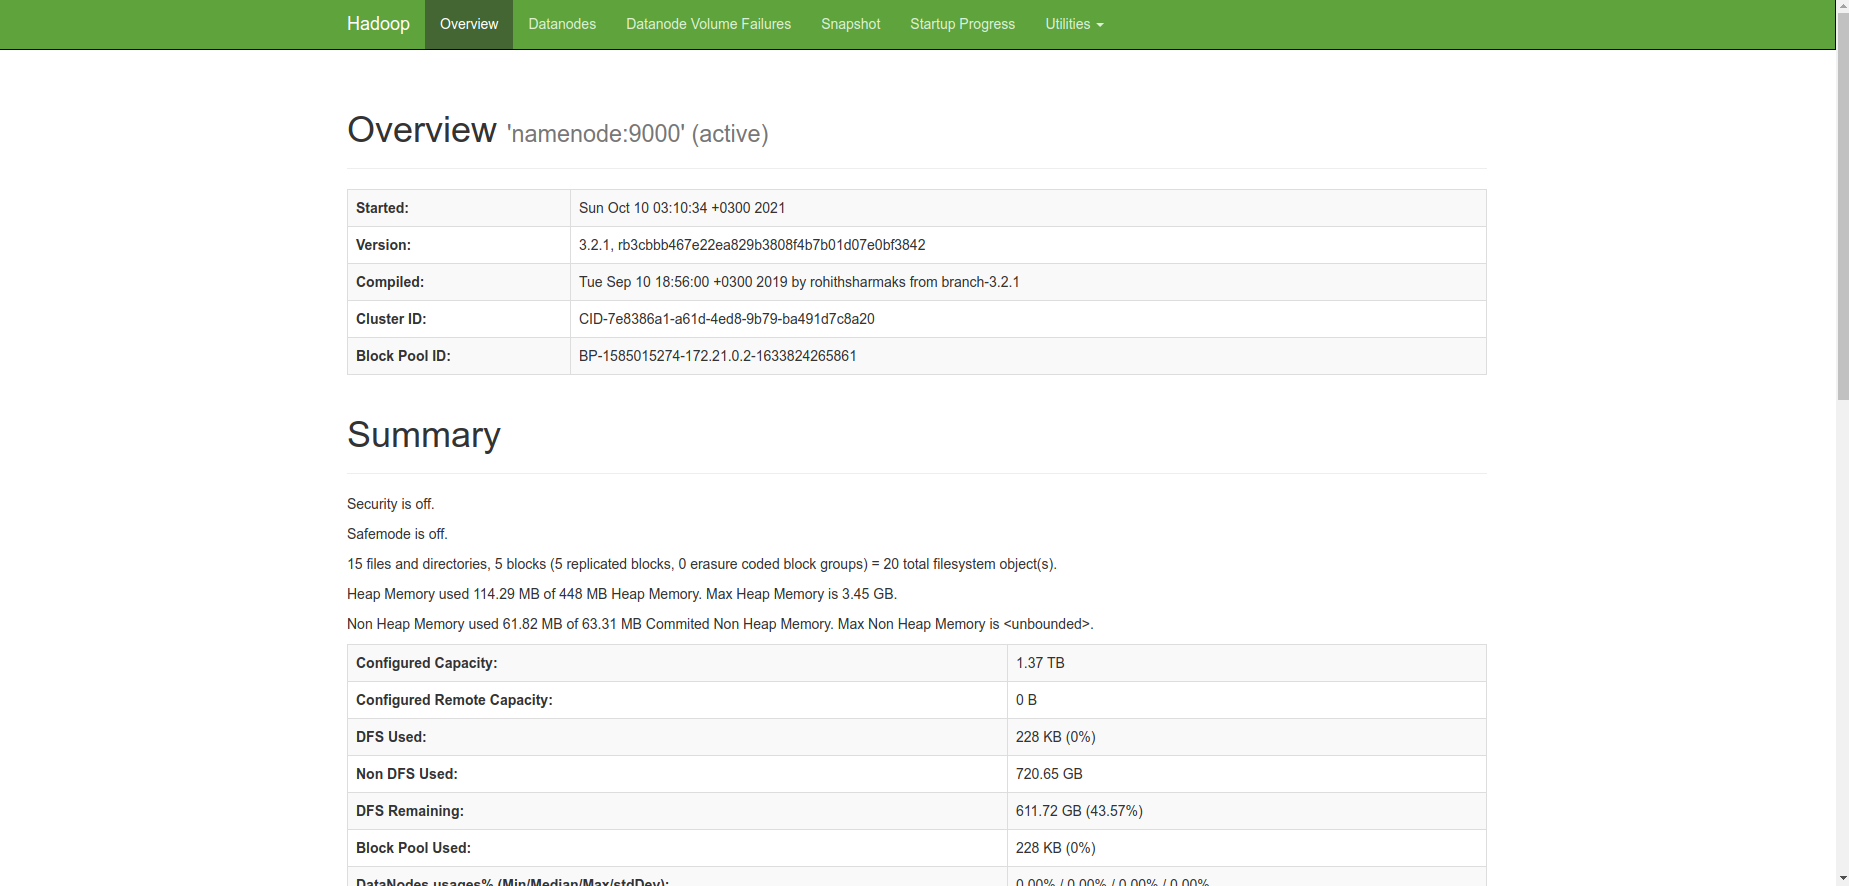 Hadoop Overview Datanodes Datanode Volume Failures Snapshot Startup Progress Utilities
Overview 'namenode:9000' (active)
Started: Sun Oct 10 03:10:34 +0300 2021
Version: 3.2.1, rb3cbbb467e22ea829b3808f4b7b01d07e0bf3842
Compiled: Tue Sep 10 18:56:00 +0300 2019 by rohithsharmaks from branch-3.2.1
Cluster ID: CID-7e8386a1-a61d-4ed8-9b79-ba491d7c8a20
Block Pool ID: BP-1585015274-172.21.0.2-1633824265861
Summary
Security is off.
Safemode is off.
15 files and directories, 5 blocks (5 replicated blocks, 0 erasure coded block groups) = 20 total filesystem object(s).
Heap Memory used 114.29 MB of 448 MB Heap Memory. Max Heap Memory is 3.45 GB.
Non Heap Memory used 61.82 MB of 63.31 MB Commited Non Heap Memory. Max Non Heap Memory is <unbounded>.
Configured Capacity: 1.37 TB
Configured Remote Capacity: 0 B
DFS Used: 228 KB (0%)
Non DFS Used: 720.65 GB
DFS Remaining: 611.72 GB (43.57%)
Block Pool Used: 228 KB (0%)
DataNodes usages% (Min/Median/Max/stdDev): 0.00% / 0.00% / 0.00% / 0.00%